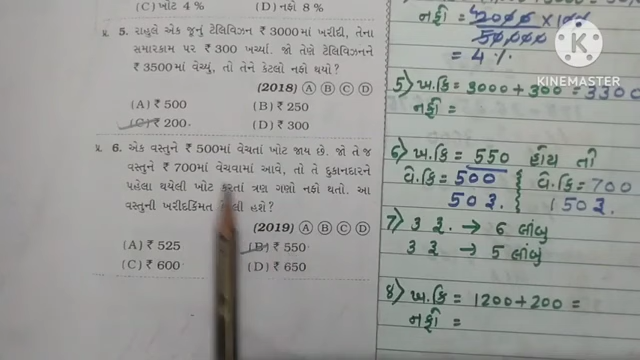 (C) ખોટ 4 % (D) નફો 8 %
5. રાહુલે એક જૂનું ટેલિવિઝન ₹ 3000માં ખરીદી, તેના
સમારકામ પર ₹ 300 ખર્ચ્યા. જો તેણે ટેલિવિઝનને
₹ 3500માં વેચ્યું, તો તેને કેટલો નફો થયો ?
(2018) Ⓐ Ⓑ Ⓒ Ⓓ
(A) ₹ 500 (B) ₹ 250
(C) ₹ 200 (D) ₹ 300
6. એક વસ્તુને ₹ 500માં વેચતાં ખોટ જાય છે. જો તે જ
વસ્તુને ₹ 700માં વેચવામાં આવે, તો તે દુકાનદારને
પહેલા થયેલી ખોટ કરતાં ત્રણ ગણો નફો થતો. આ
વસ્તુની ખરીદકિંમત હશે ?
(2019) Ⓐ Ⓑ Ⓒ Ⓓ
(A) ₹ 525 (B) ₹ 550
(C) ₹ 600 (D) ₹ 650
નફો =
= 4 %
KINEMASTER
5) ખ.કિં = 3000 + 300 = 3300
નફો =
6) ખ.કિં = 550 હોય તો
વે.કિં = 500 વે.કિં = 700
50 રૂ. 150 રૂ.
7) 3 રૂ. → 6 લીંબુ
3 રૂ. → 5 લીંબુ
8) ખ.કિં = 1200 + 200 =
નફો =